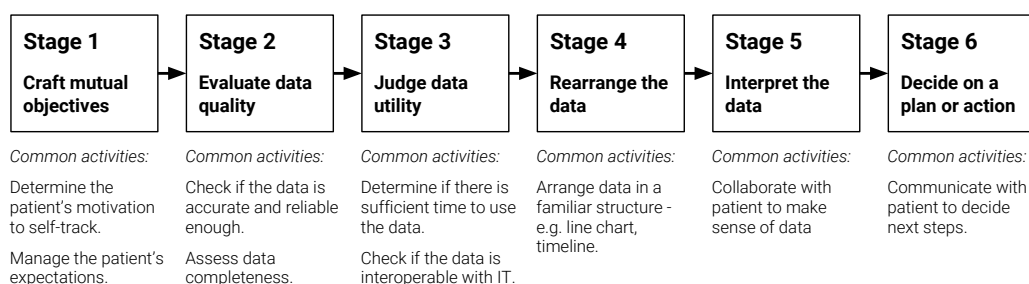 Stage 1
Craft mutual
objectives
Common activities:
Determine the
patient's motivation
to self-track.
Manage the patient's
expectations.
Stage 2
Evaluate data
quality
Common activities:
Check if the data is
accurate and reliable
enough.
Assess data
completeness.
Stage 3
Judge data
utility
Common activities:
Determine if there is
sufficient time to use
the data.
Check if the data is
interoperable with IT.
Stage 4
Rearrange the
data
Common activities:
Arrange data in a
familiar structure -
e.g. line chart,
timeline.
Stage 5
Interpret the
data
Common activities:
Collaborate with
patient to make
sense of data
Stage 6
Decide on a
plan or action
Common activities:
Communicate with
patient to decide
next steps.